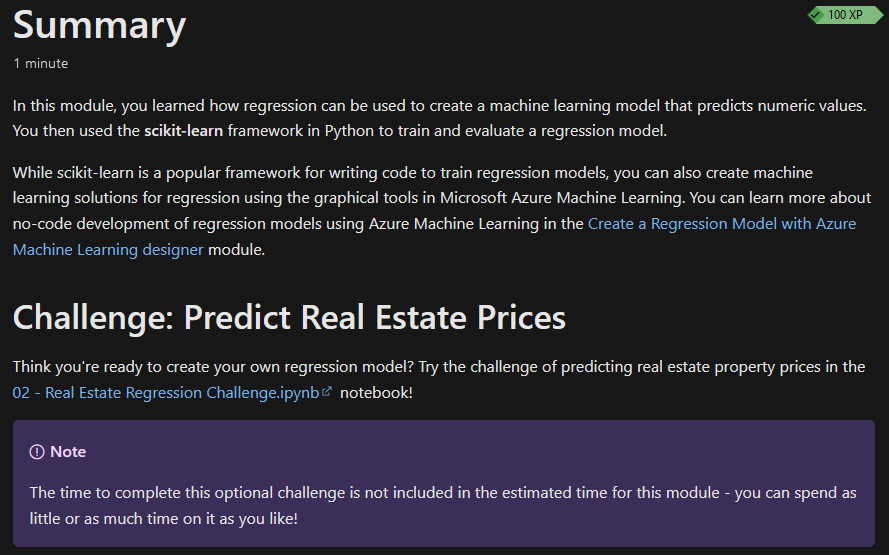 Summary
100 XP
1 minute
In this module, you learned how regression can be used to create a machine learning model that predicts numeric values.
You then used the scikit-learn framework in Python to train and evaluate a regression model.
While scikit-learn is a popular framework for writing code to train regression models, you can also create machine
learning solutions for regression using the graphical tools in Microsoft Azure Machine Learning. You can learn more about
no-code development of regression models using Azure Machine Learning in the Create a Regression Model with Azure
Machine Learning designer module.
Challenge: Predict Real Estate Prices
Think you're ready to create your own regression model? Try the challenge of predicting real estate property prices in the
02 - Real Estate Regression Challenge.ipynb notebook!
Note
The time to complete this optional challenge is not included in the estimated time for this module - you can spend as
little or as much time on it as you like!